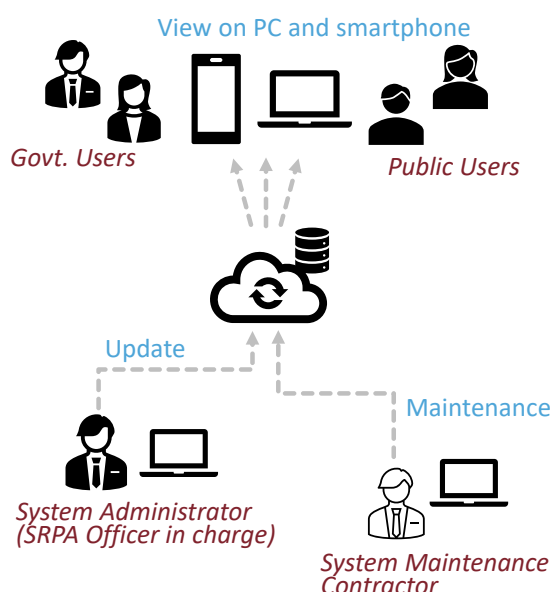 View on PC and smartphone
Govt. Users
Public Users
Update
Maintenance
System Administrator
(SRPA Officer in charge)
System Maintenance
Contractor